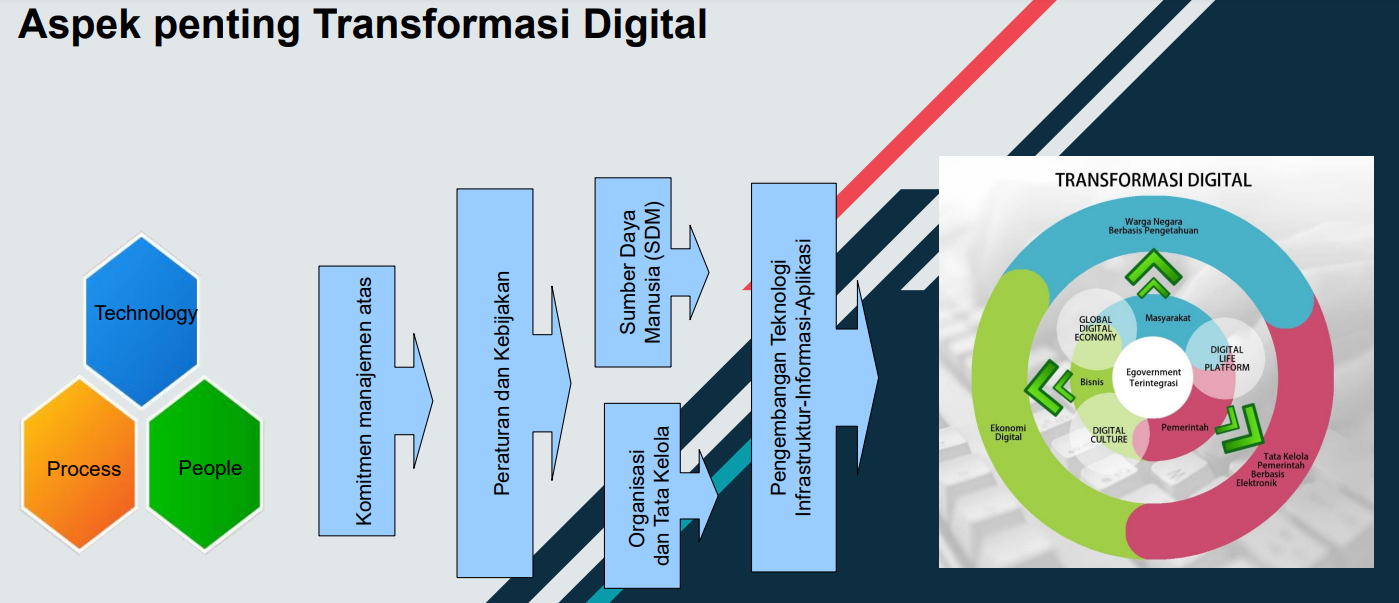 Aspek penting Transformasi Digital
Technology
Process
People
Komitmen manajemen atas
Peraturan dan Kebijakan
Sumber Daya
Manusia (SDM)
Organisasi
dan Tata Kelola
Pengembangan Teknologi
Infrastruktur-Informasi-Aplikasi
TRANSFORMASI DIGITAL
Warga Negara
Berbasis Pengetahuan
Masyarakat
GLOBAL
DIGITAL
ECONOMY
DIGITAL
LIFE
PLATFORM
Egovernment
Terintegrasi
Bisnis
DIGITAL
CULTURE
Pemerintah
Ekonomi
Digital
Tata Kelola
Pemerintah
Berbasis
Elektronik